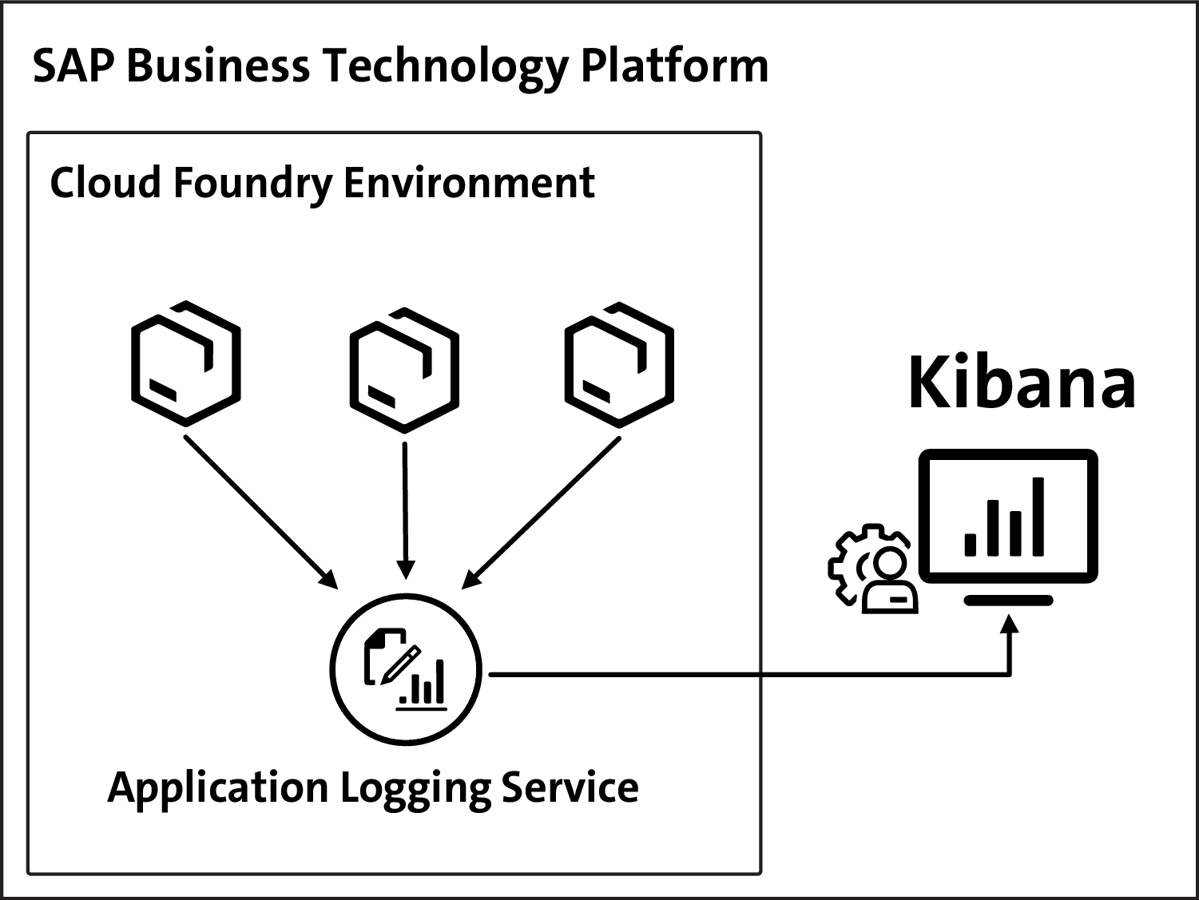 SAP Business Technology Platform
Cloud Foundry Environment
Kibana
Application Logging Service